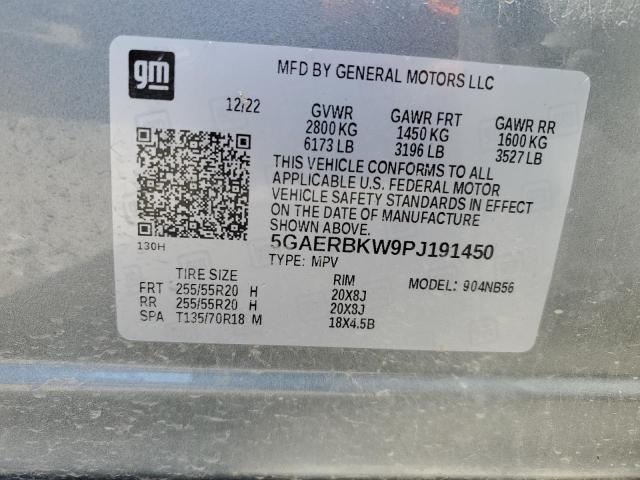 gm
MFD BY GENERAL MOTORS LLC
12/22 GVWR GAWR FRT GAWR RR
2800 KG 1450 KG 1600 KG
6173 LB 3196 LB 3527 LB
THIS VEHICLE CONFORMS TO ALL
APPLICABLE U.S. FEDERAL MOTOR
VEHICLE SAFETY STANDARDS IN EFFECT
ON THE DATE OF MANUFACTURE
SHOWN ABOVE.
130H
5GAERBKW9PJ191450
TYPE: MPV
TIRE SIZE RIM MODEL: 904NB56
FRT 255/55R20 H 20X8J
RR 255/55R20 H 20X8J
SPA T135/70R18 M 18X4.5B